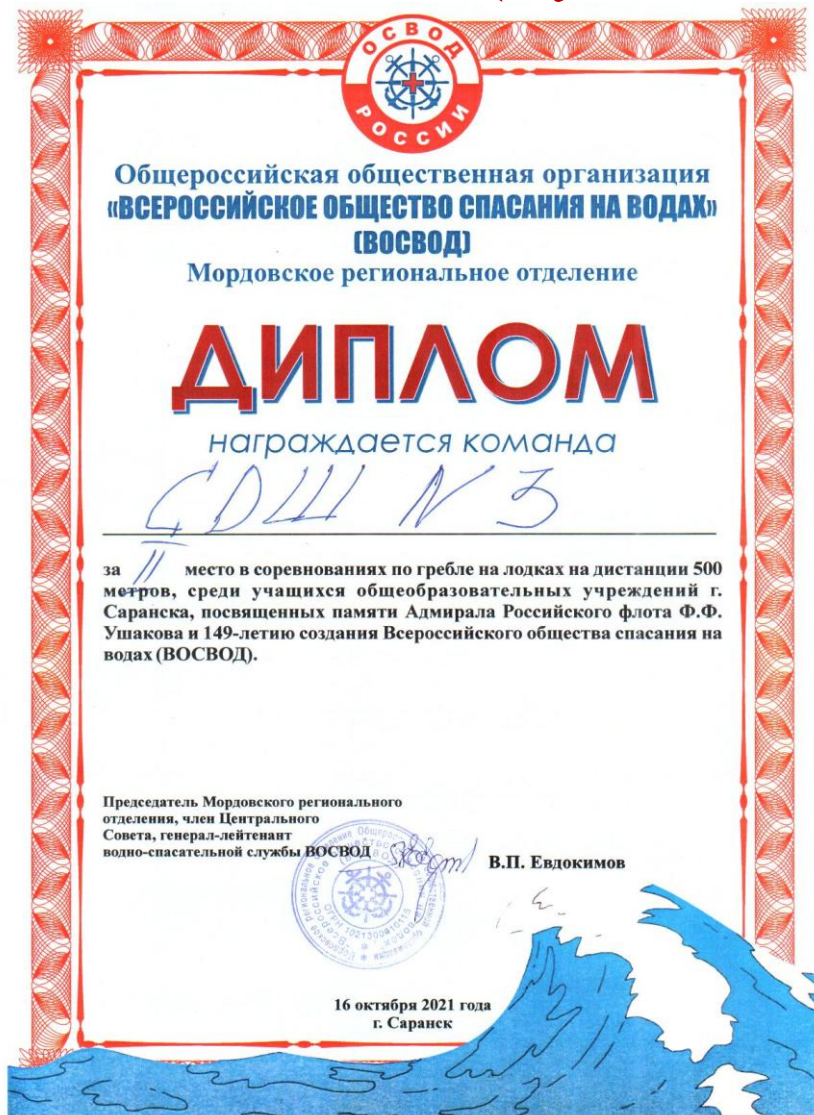 ОСВОД
РОССИИ
Общероссийская общественная организация
«ВСЕРОССИЙСКОЕ ОБЩЕСТВО СПАСАНИЯ НА ВОДАХ»
(ВОСВОД)
Мордовское региональное отделение
ДИПЛОМ
награждается команда
СДШ N 3
за II место в соревнованиях по гребле на лодках на дистанции 500
метров, среди учащихся общеобразовательных учреждений г.
Саранска, посвященных памяти Адмирала Российского флота Ф.Ф.
Ушакова и 149-летию создания Всероссийского общества спасания на
водах (ВОСВОД).
Председатель Мордовского регионального
отделения, член Центрального
Совета, генерал-лейтенант
водно-спасательной службы ВОСВОД
В.П. Евдокимов
16 октября 2021 года
г. Саранск